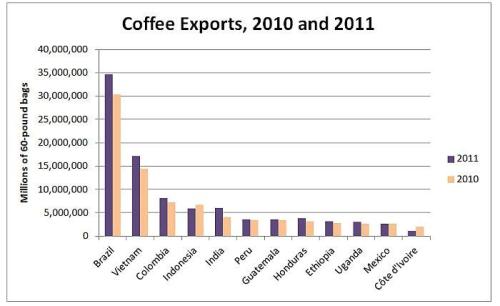 Coffee Exports, 2010 and 2011
Millions of 60-pound bags
40,000,000
35,000,000
30,000,000
25,000,000
20,000,000
15,000,000
10,000,000
5,000,000
0
2011
2010
Brazil
Vietnam
Colombia
Indonesia
India
Peru
Guatemala
Honduras
Ethiopia
Uganda
Mexico
Côte d'Ivoire